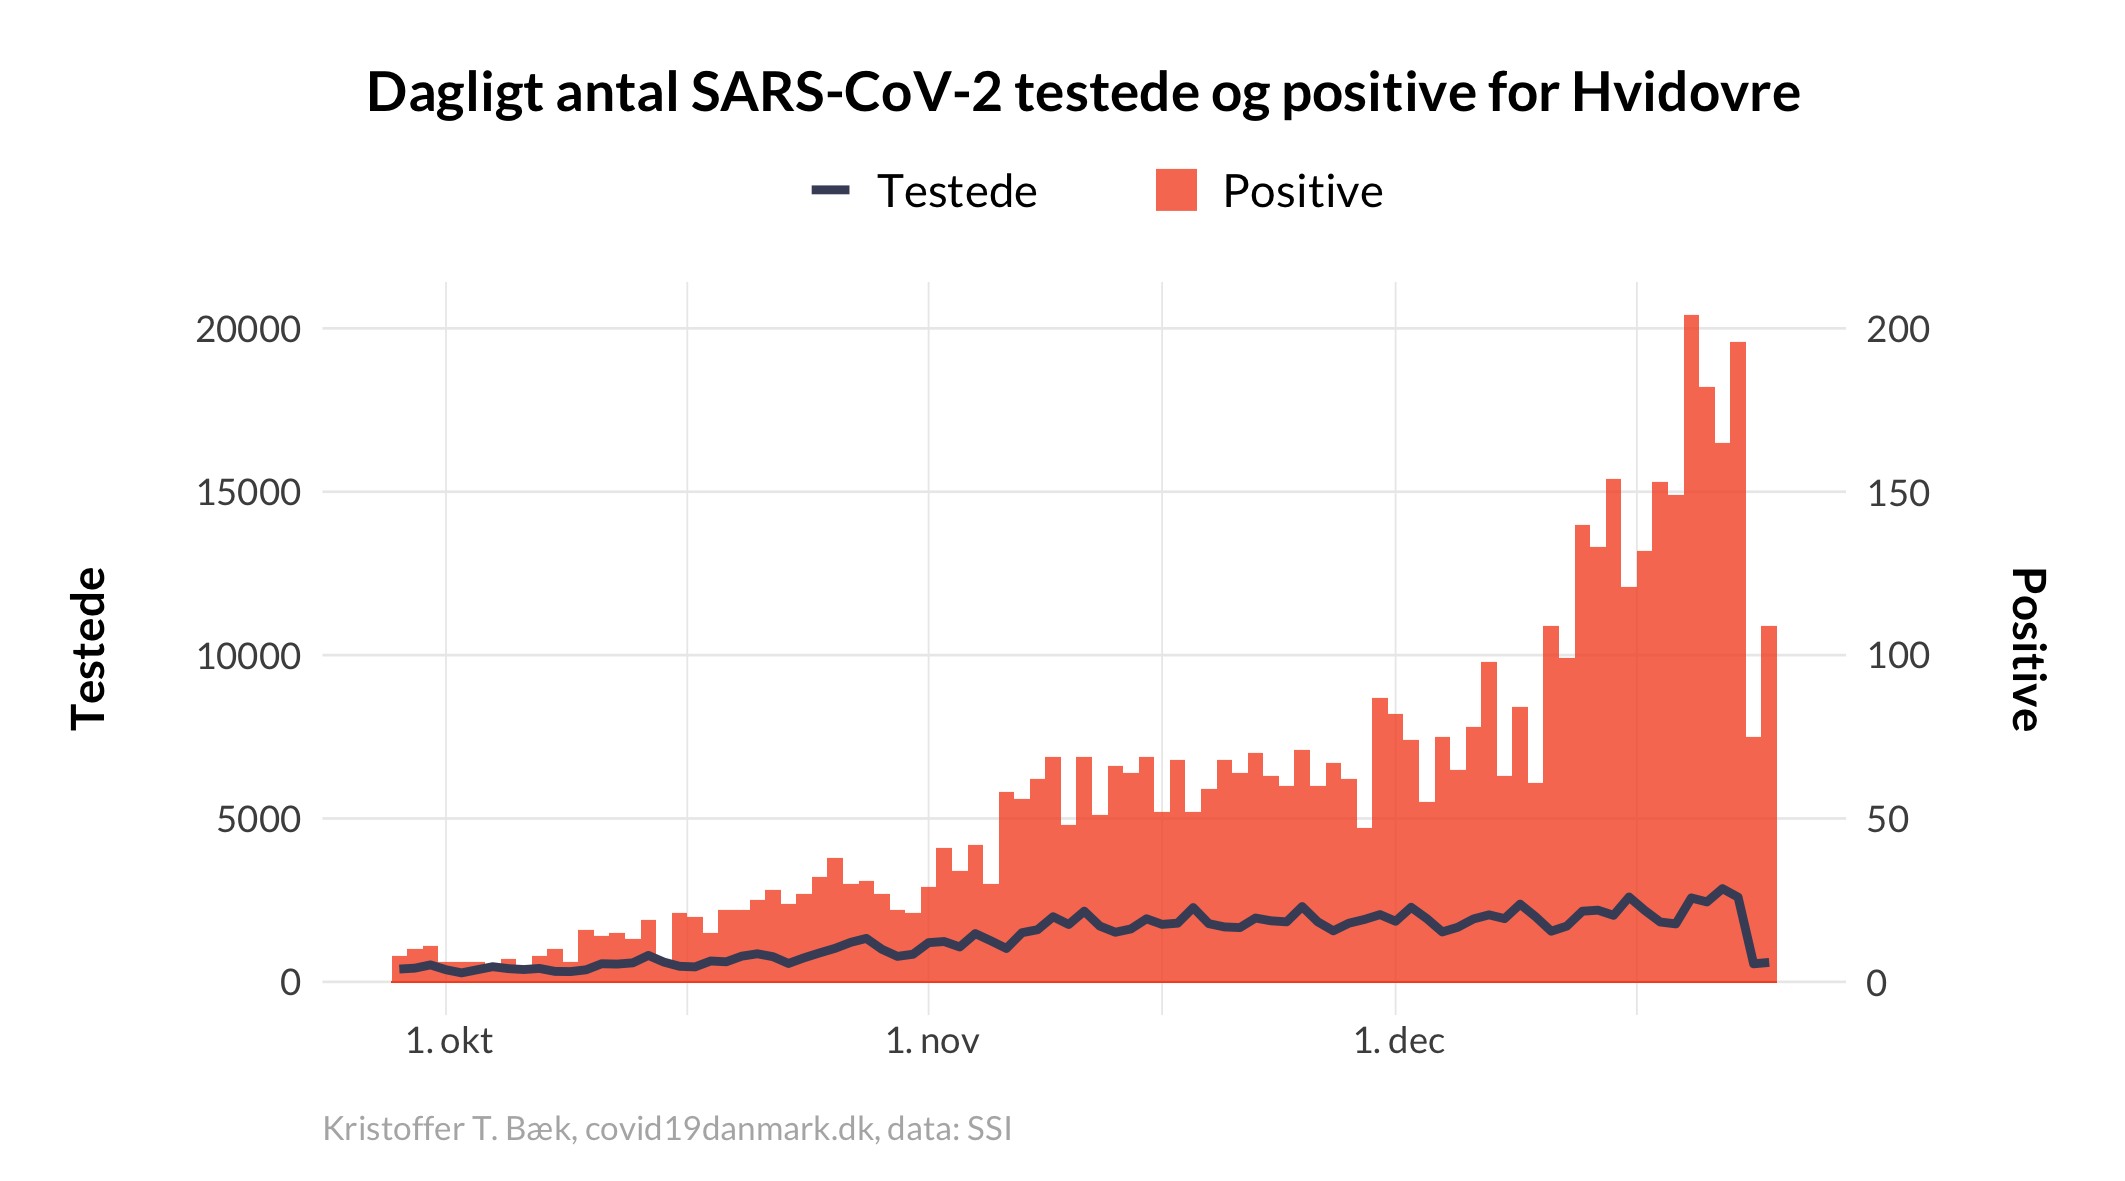 Dagligt antal SARS-CoV-2 testede og positive for Hvidovre
Testede
Positive
20000
15000
10000
5000
0
200
150
100
50
0
Testede
Positive
1. okt
1. nov
1. dec
Kristoffer T. Bæk, covid19danmark.dk, data: SSI